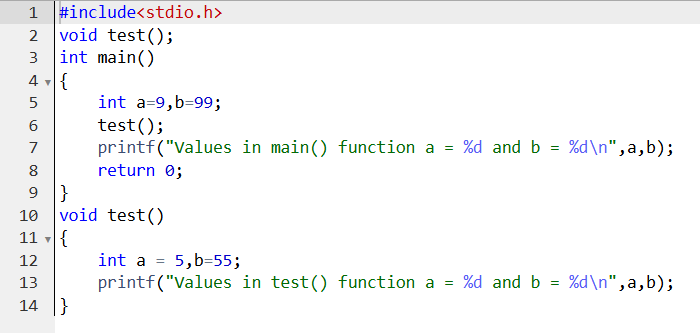 1 #include<stdio.h>
2 void test();
3 int main()
4 {
5     int a=9,b=99;
6     test();
7     printf("Values in main() function a = %d and b = %d\n",a,b);
8     return 0;
9 }
10 void test()
11 {
12     int a = 5,b=55;
13     printf("Values in test() function a = %d and b = %d\n",a,b);
14 }